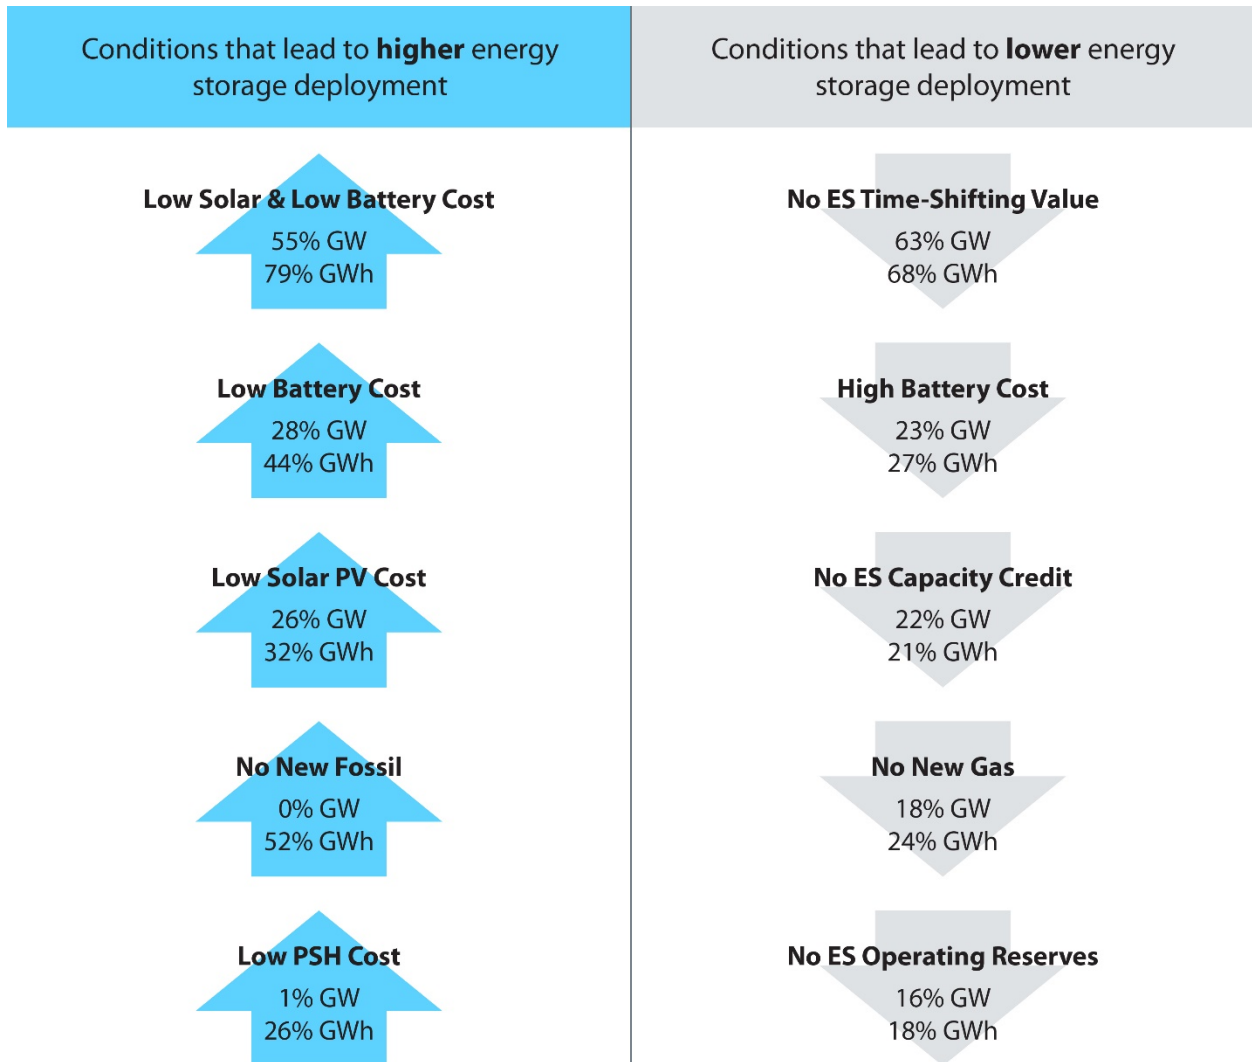 Conditions that lead to higher energy
storage deployment
Conditions that lead to lower energy
storage deployment
Low Solar & Low Battery Cost
55% GW
79% GWh
No ES Time-Shifting Value
63% GW
68% GWh
Low Battery Cost
28% GW
44% GWh
High Battery Cost
23% GW
27% GWh
Low Solar PV Cost
26% GW
32% GWh
No ES Capacity Credit
22% GW
21% GWh
No New Fossil
0% GW
52% GWh
No New Gas
18% GW
24% GWh
Low PSH Cost
1% GW
26% GWh
No ES Operating Reserves
16% GW
18% GWh